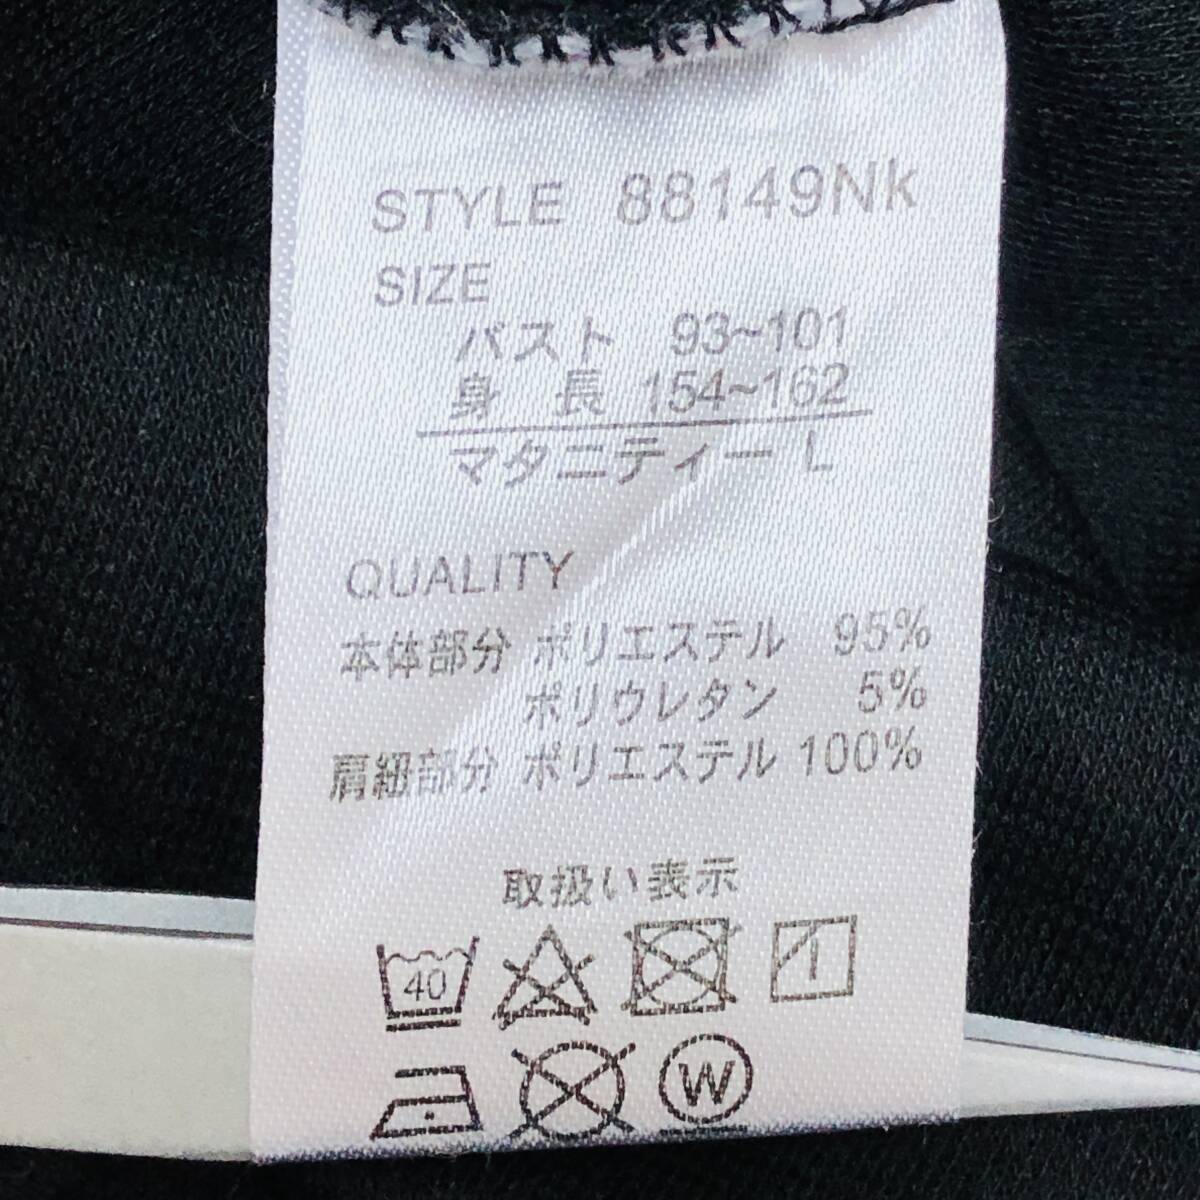 STYLE 88149Nk
SIZE
バスト 93~101
身 長 154~162
マタニティー L
QUALITY
本体部分 ポリエステル 95%
ポリウレタン 5%
肩紐部分 ポリエステル 100%
取扱い表示
40
W